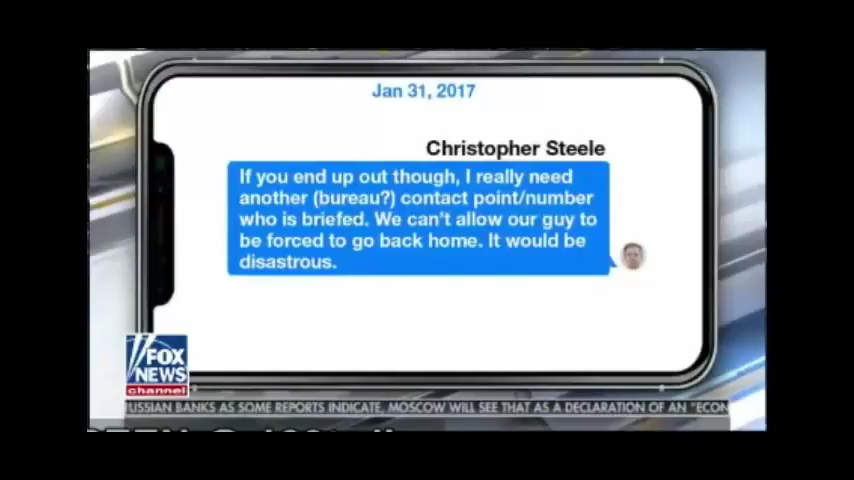 Jan 31, 2017
Christopher Steele
If you end up out though, I really need
another (bureau?) contact point/number
who is briefed. We can't allow our guy to
be forced to go back home. It would be
disastrous.
FOX
NEWS
channel
RUSSIAN BANKS AS SOME REPORTS INDICATE, MOSCOW WILL SEE THAT AS A DECLARATION OF AN "ECON